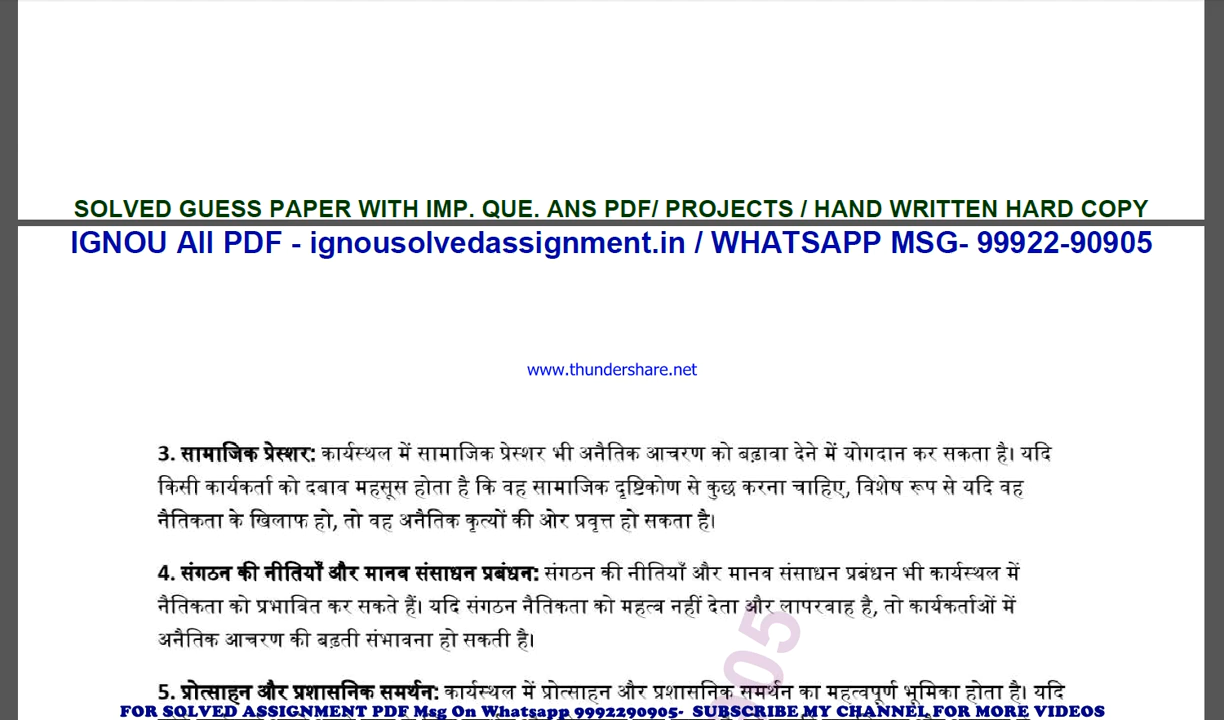 SOLVED GUESS PAPER WITH IMP. QUE. ANS PDF/ PROJECTS / HAND WRITTEN HARD COPY
IGNOU All PDF - ignousolvedassignment.in / WHATSAPP MSG- 99922-90905
www.thundershare.net
3. सामाजिक प्रेस्शर: कार्यस्थल में सामाजिक प्रेस्शर भी अनैतिक आचरण को बढ़ावा देने में योगदान कर सकता है। यदि
किसी कार्यकर्ता को दबाव महसूस होता है कि वह सामाजिक दृष्टिकोण से कुछ करना चाहिए, विशेष रूप से यदि वह
नैतिकता के खिलाफ हो, तो वह अनैतिक कृत्यों की ओर प्रवृत्त हो सकता है।
4. संगठन की नीतियाँ और मानव संसाधन प्रबंधन: संगठन की नीतियाँ और मानव संसाधन प्रबंधन भी कार्यस्थल में
नैतिकता को प्रभावित कर सकते हैं। यदि संगठन नैतिकता को महत्व नहीं देता और लापरवाह है, तो कार्यकर्ताओं में
अनैतिक आचरण की बढ़ती संभावना हो सकती है।
005
5. प्रोत्साहन और प्रशासनिक समर्थन: कार्यस्थल में प्रोत्साहन और प्रशासनिक समर्थन का महत्वपूर्ण भूमिका होता है। यदि
FOR SOLVED ASSIGNMENT PDF Msg On Whatsapp 9992290905- SUBSCRIBE MY CHANNEL FOR MORE VIDEOS